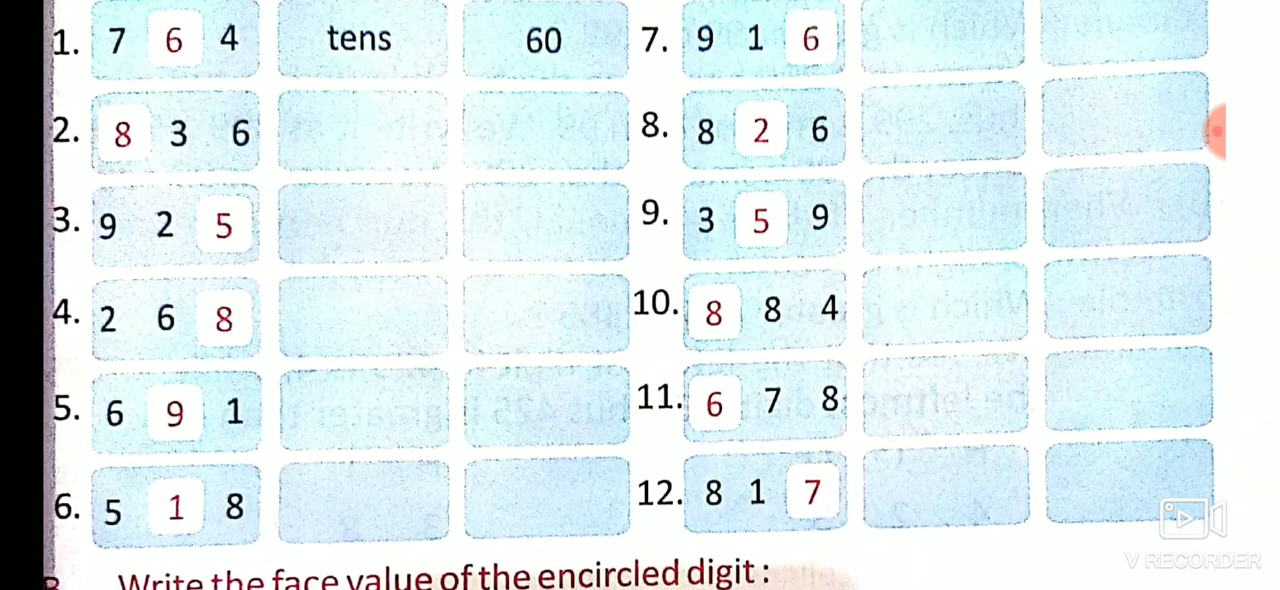 1. 7 6 4 tens 60 7. 9 1 6
2. 8 3 6 8. 8 2 6
3. 9 2 5 9. 3 5 9
4. 2 6 8 10. 8 8 4
5. 6 9 1 11. 6 7 8
6. 5 1 8 12. 8 1 7
Write the face value of the encircled digit :
V RECORDER